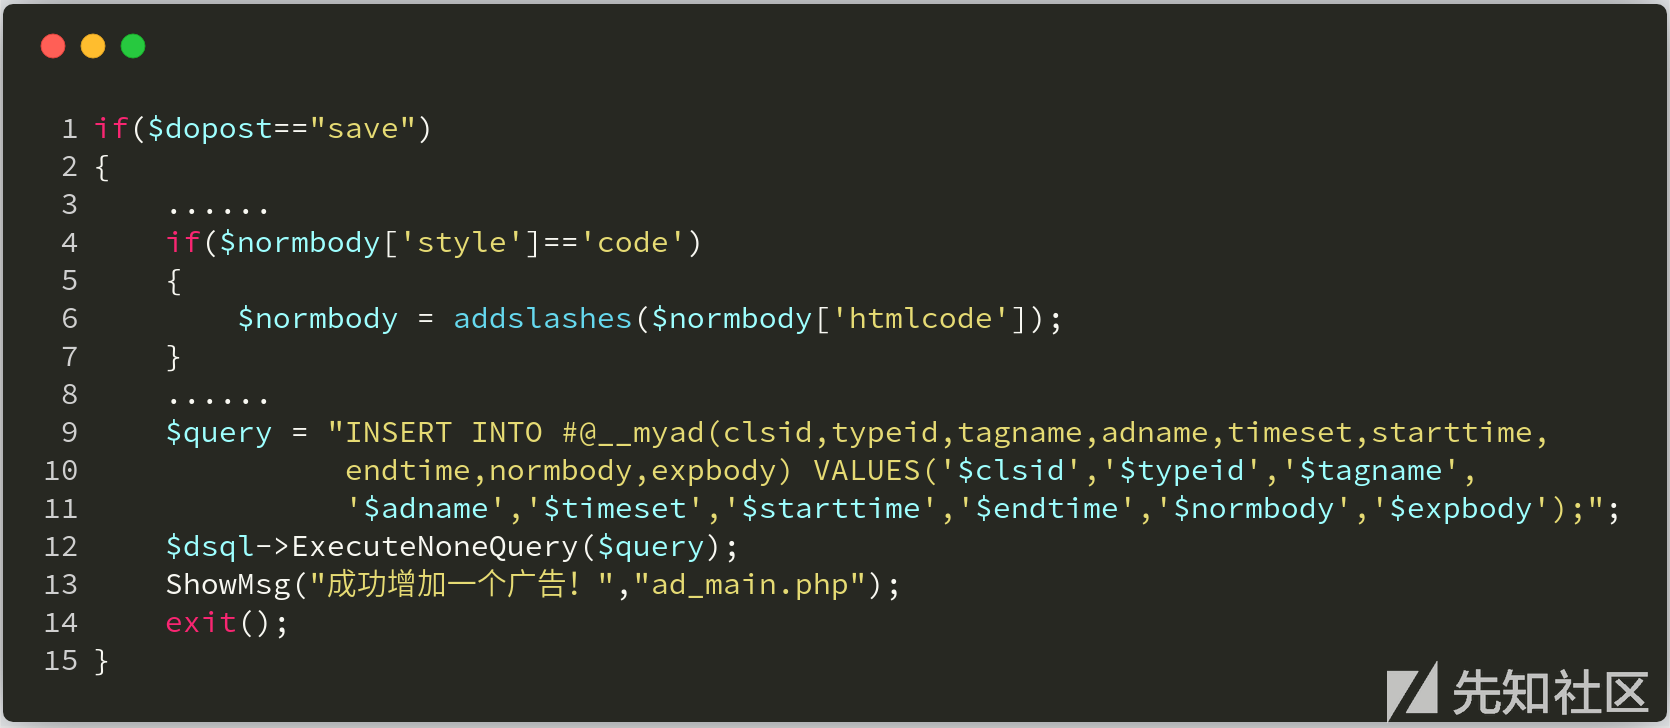 1 if($dopost=="save")
2 {
3     ......
4     if($normbody['style']=='code')
5     {
6         $normbody = addslashes($normbody['htmlcode']);
7     }
8     ......
9     $query = "INSERT INTO #@__myad(clsid,typeid,tagname,adname,timeset,starttime,
10               endtime,normbody,expbody) VALUES('$clsid','$typeid','$tagname',
11               '$adname','$timeset','$starttime','$endtime','$normbody','$expbody');";
12     $dsql->ExecuteNoneQuery($query);
13     ShowMsg("成功增加一个广告！","ad_main.php");
14     exit();
15 }
先知社区